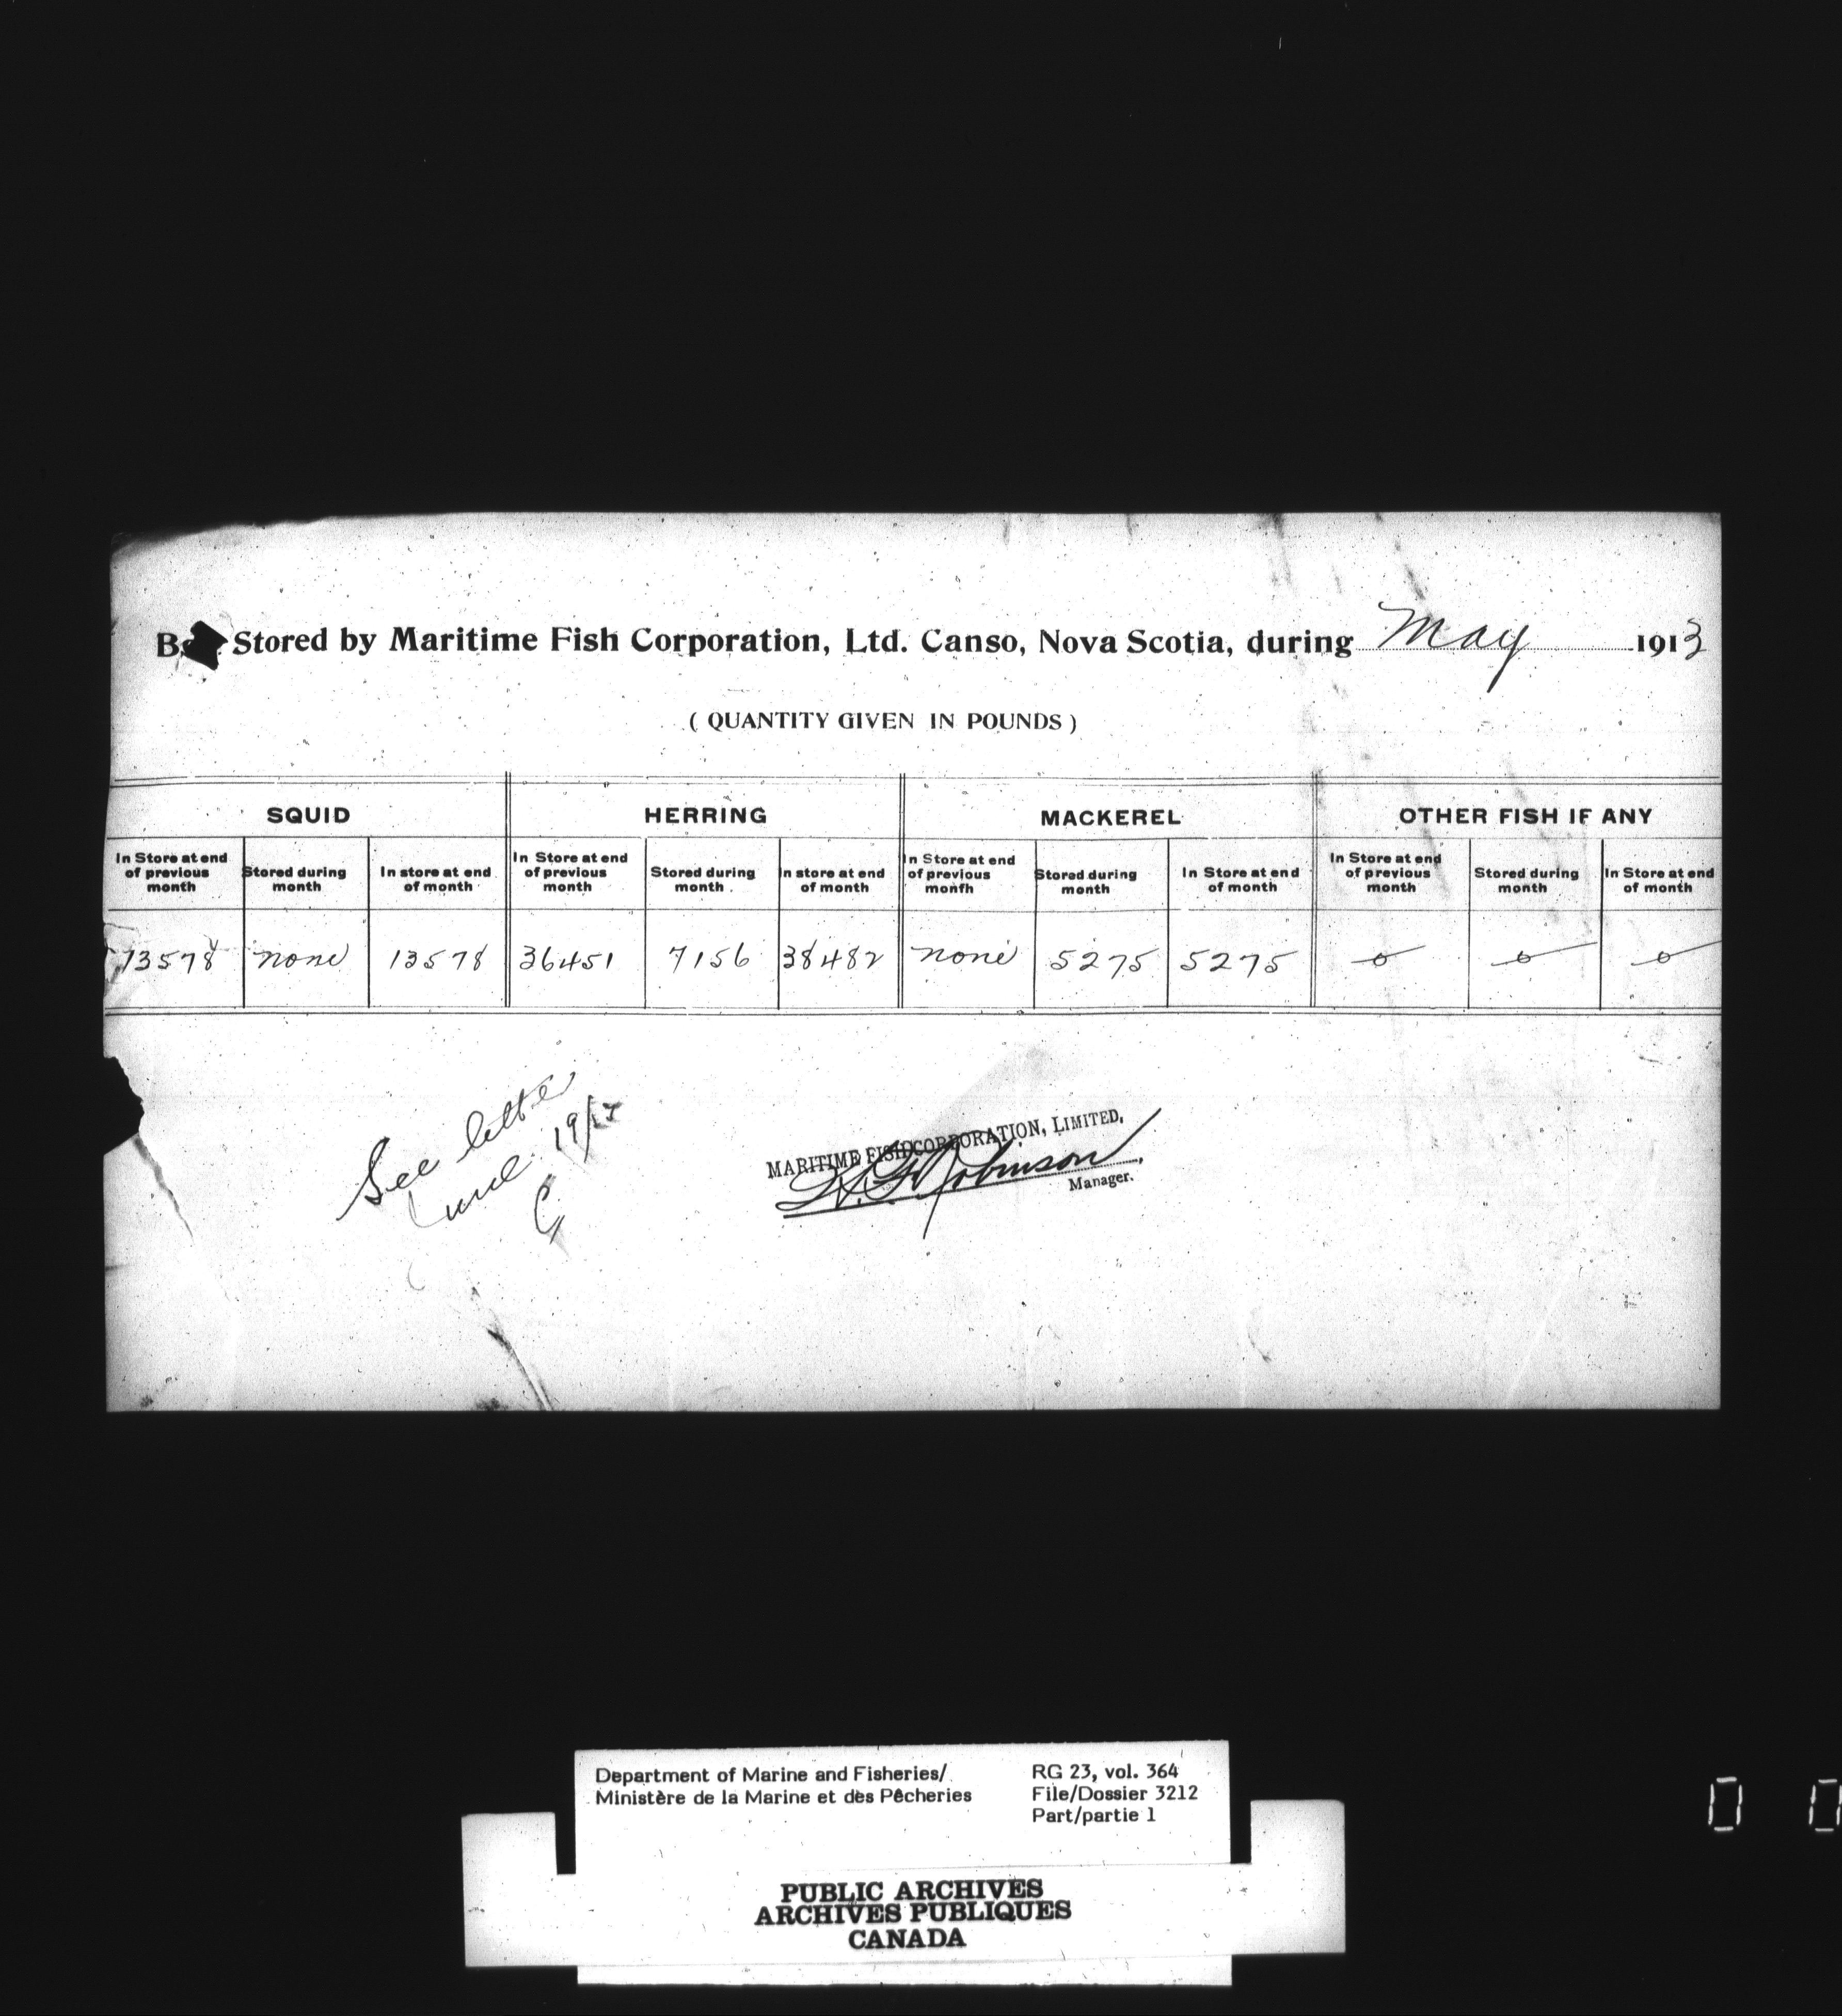 Stored by Maritime Fish Corporation, Ltd. Canso, Nova Scotia, during May 1913
( QUANTITY GIVEN IN POUNDS )
SQUID HERRING MACKEREL OTHER FISH IF ANY
In Store at end of previous month Stored during month In store at end of month In Store at end of previous month Stored during month In store at end of month In Store at end of previous month Stored during month In Store at end of month In Store at end of previous month Stored during month In Store at end of month
13578 none 13578 36451 7156 38482 none 5275 5275 0 0 0
See letter
MARITIME FISH CORPORATION, LIMITED.
Robinson
Manager.
Department of Marine and Fisheries/
Ministère de la Marine et des Pêcheries
RG 23, vol. 364
File/Dossier 3212
Part/partie 1
PUBLIC ARCHIVES
ARCHIVES PUBLIQUES
CANADA
0 0